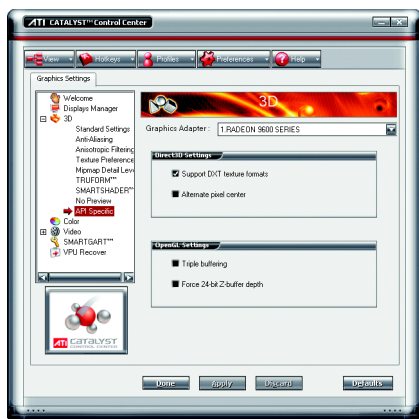 ATI CATALYST™ Control Center
View
Hotkeys
Profiles
Preferences
Help
Graphics Settings
Welcome
Displays Manager
3D
Standard Settings
Anti-Aliasing
Anisotropic Filtering
Texture Preference
Mipmap Detail Leve
TRUFORM™
SMARTSHADER™
No Preview
API Specific
Color
Video
SMARTGART™
VPU Recover
3D
Graphics Adapter :
1.RADEON 9600 SERIES
Direct3D Settings
Support DXT texture formats
Alternate pixel center
OpenGL Settings
Triple buffering
Force 24-bit Z-buffer depth
ATI CATALYST
CONTROL CENTER
Done
Apply
Discard
Defaults